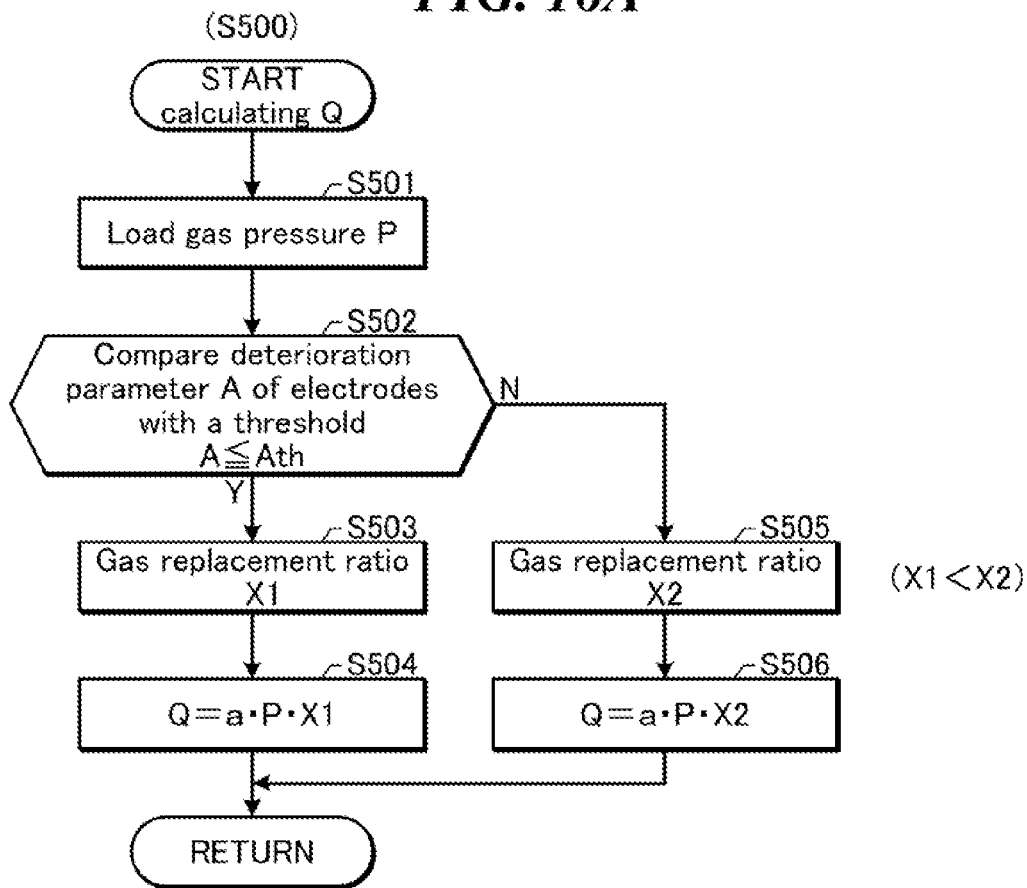 (S500)
START
calculating Q
S501
Load gas pressure P
S502
Compare deterioration
parameter A of electrodes
with a threshold
A≦Ath
N
Y
S503
Gas replacement ratio
X1
S505
Gas replacement ratio
X2
(X1<X2)
S504
Q=a·P·X1
S506
Q=a·P·X2
RETURN